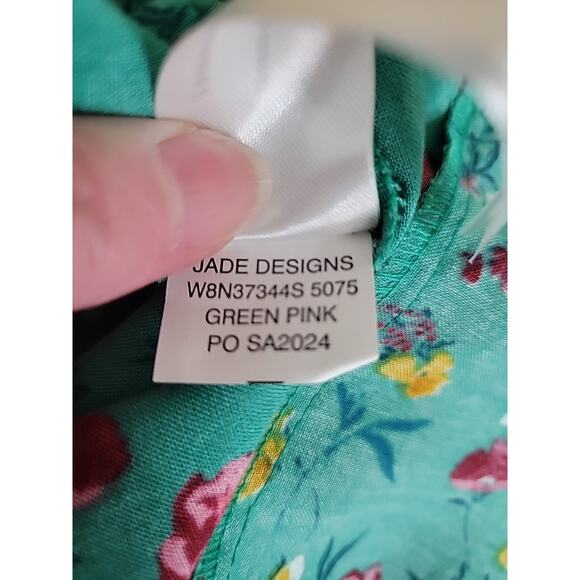 JADE DESIGNS
W8N37344S 5075
GREEN PINK
PO SA2024